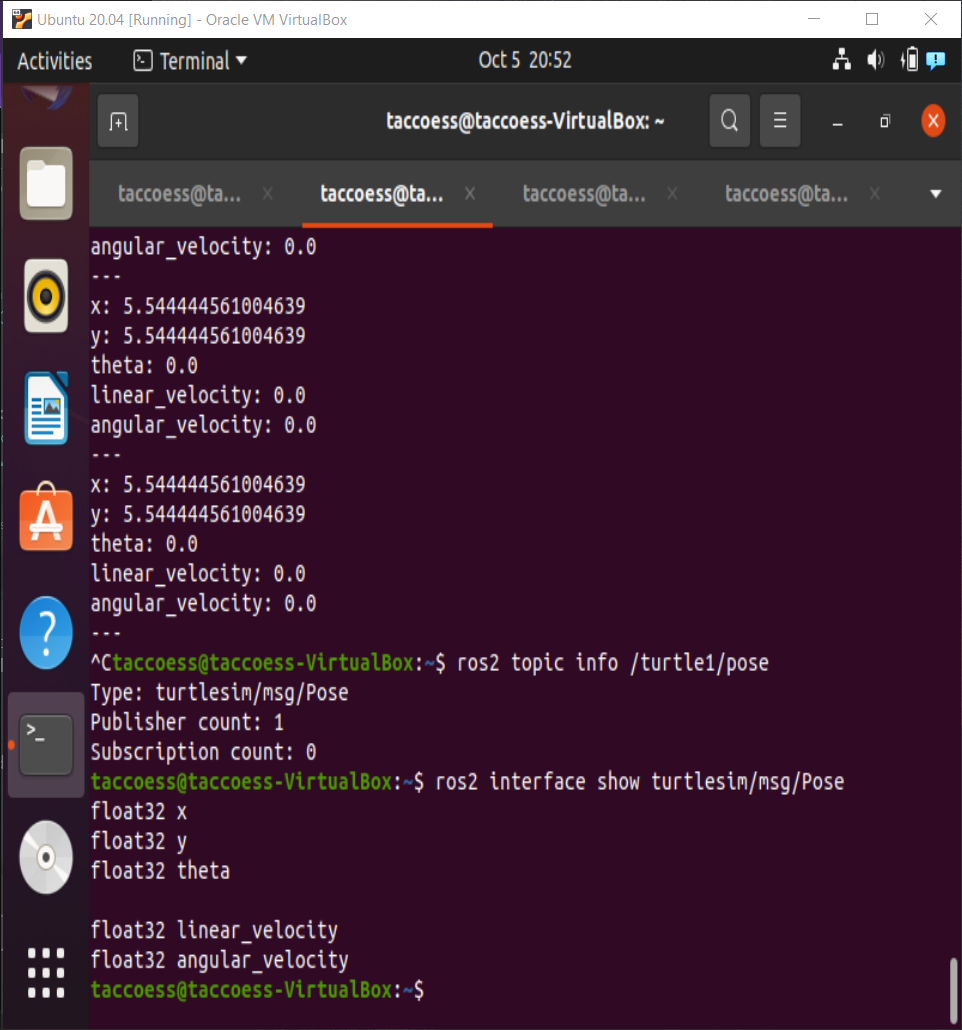 Ubuntu 20.04 [Running] - Oracle VM VirtualBox
Activities
Terminal
Oct 5 20:52
taccoess@taccoess-VirtualBox: ~
taccoess@ta...
taccoess@ta...
taccoess@ta...
taccoess@ta...
angular_velocity: 0.0
---
x: 5.544444561004639
y: 5.544444561004639
theta: 0.0
linear_velocity: 0.0
angular_velocity: 0.0
---
x: 5.544444561004639
y: 5.544444561004639
theta: 0.0
linear_velocity: 0.0
angular_velocity: 0.0
---
^Ctaccoess@taccoess-VirtualBox:~$ ros2 topic info /turtle1/pose
Type: turtlesim/msg/Pose
Publisher count: 1
Subscription count: 0
taccoess@taccoess-VirtualBox:~$ ros2 interface show turtlesim/msg/Pose
float32 x
float32 y
float32 theta
float32 linear_velocity
float32 angular_velocity
taccoess@taccoess-VirtualBox:~$